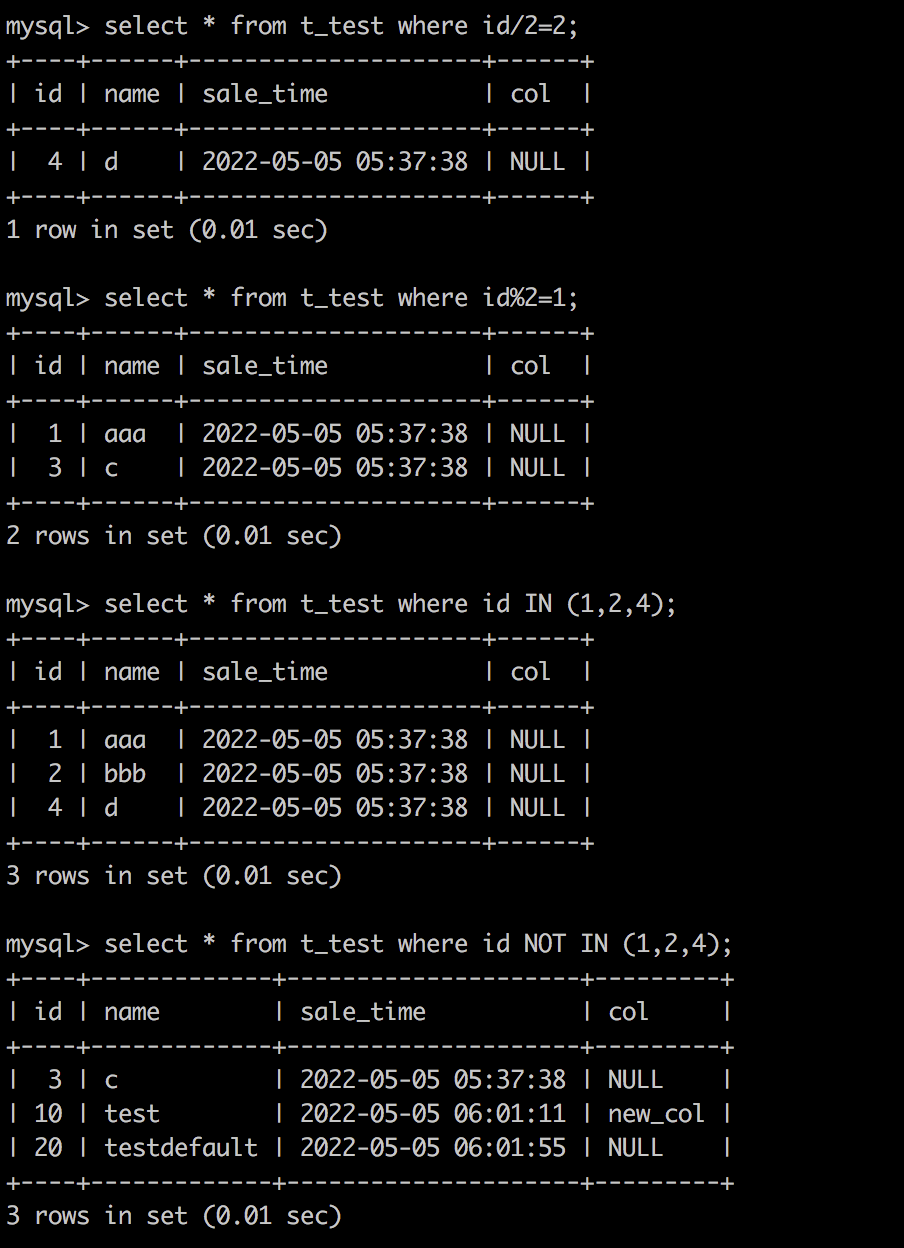 mysql> select * from t_test where id/2=2;
+----+------+---------------------+------+
| id | name | sale_time           | col  |
+----+------+---------------------+------+
|  4 | d    | 2022-05-05 05:37:38 | NULL |
+----+------+---------------------+------+
1 row in set (0.01 sec)

mysql> select * from t_test where id%2=1;
+----+------+---------------------+------+
| id | name | sale_time           | col  |
+----+------+---------------------+------+
|  1 | aaa  | 2022-05-05 05:37:38 | NULL |
|  3 | c    | 2022-05-05 05:37:38 | NULL |
+----+------+---------------------+------+
2 rows in set (0.01 sec)

mysql> select * from t_test where id IN (1,2,4);
+----+------+---------------------+------+
| id | name | sale_time           | col  |
+----+------+---------------------+------+
|  1 | aaa  | 2022-05-05 05:37:38 | NULL |
|  2 | bbb  | 2022-05-05 05:37:38 | NULL |
|  4 | d    | 2022-05-05 05:37:38 | NULL |
+----+------+---------------------+------+
3 rows in set (0.01 sec)

mysql> select * from t_test where id NOT IN (1,2,4);
+----+-------------+---------------------+---------+
| id | name        | sale_time           | col     |
+----+-------------+---------------------+---------+
|  3 | c           | 2022-05-05 05:37:38 | NULL    |
| 10 | test        | 2022-05-05 06:01:11 | new_col |
| 20 | testdefault | 2022-05-05 06:01:55 | NULL    |
+----+-------------+---------------------+---------+
3 rows in set (0.01 sec)